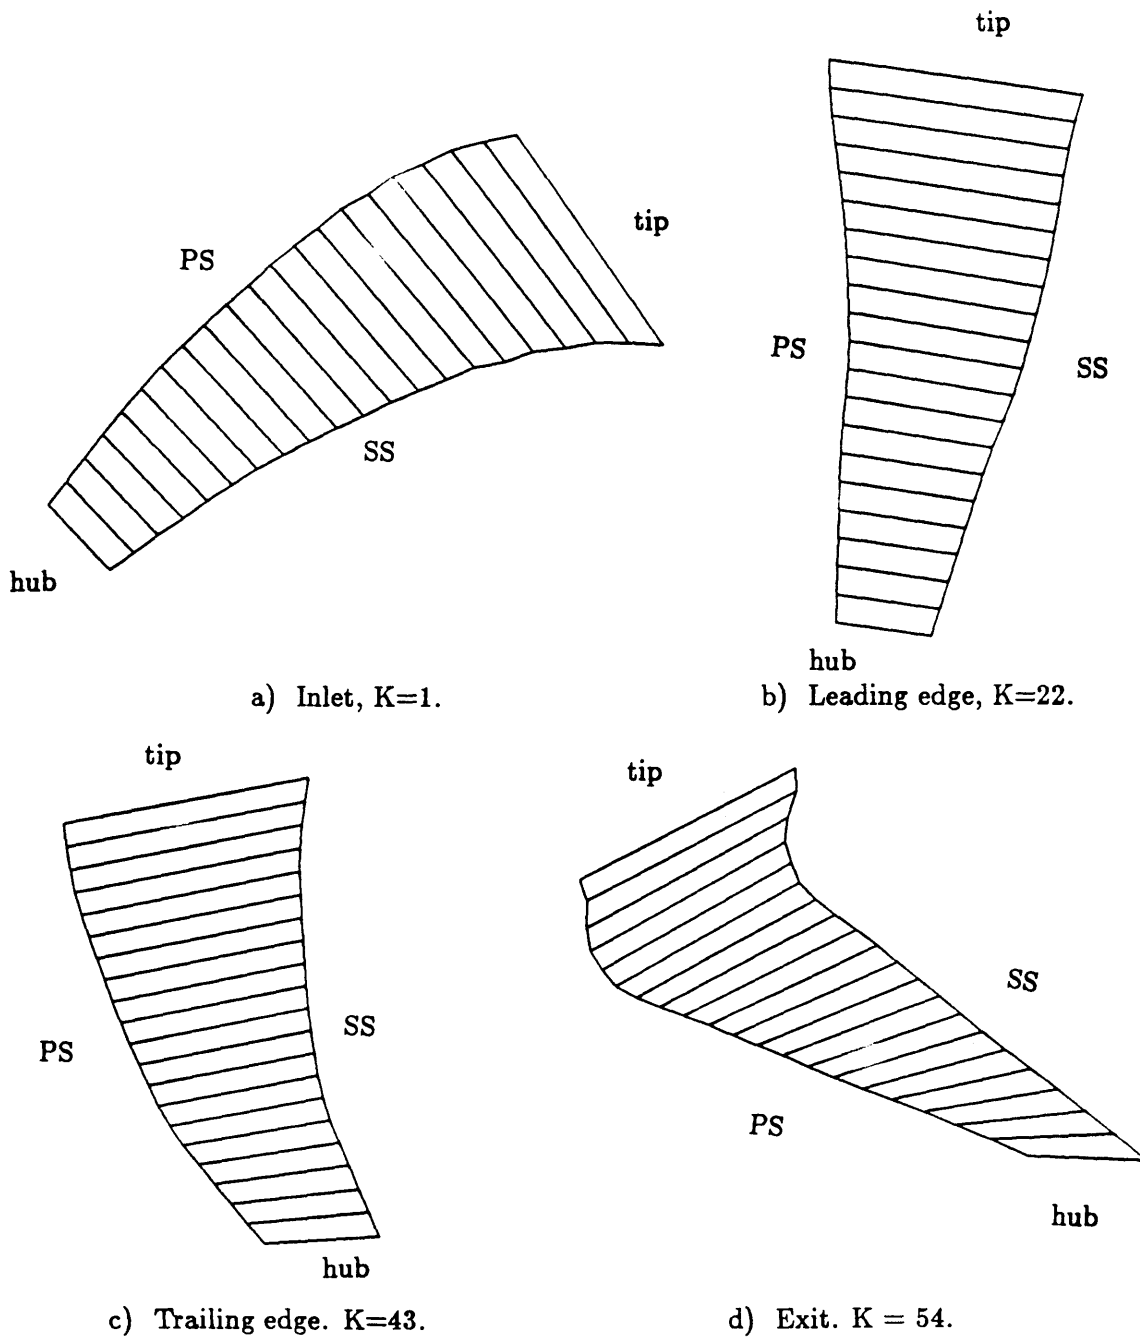 tip
tip
PS
PS
SS
SS
hub
hub
a) Inlet, K=1.
b) Leading edge, K=22.
tip
tip
SS
SS
PS
PS
hub
hub
c) Trailing edge. K=43.
d) Exit. K = 54.